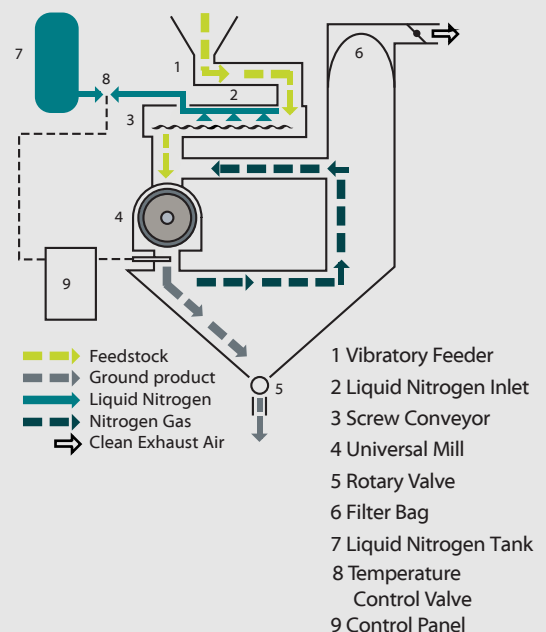 7
8
1
2
3
6
4
9
5
Feedstock
Ground product
Liquid Nitrogen
Nitrogen Gas
Clean Exhaust Air
1 Vibratory Feeder
2 Liquid Nitrogen Inlet
3 Screw Conveyor
4 Universal Mill
5 Rotary Valve
6 Filter Bag
7 Liquid Nitrogen Tank
8 Temperature
Control Valve
9 Control Panel